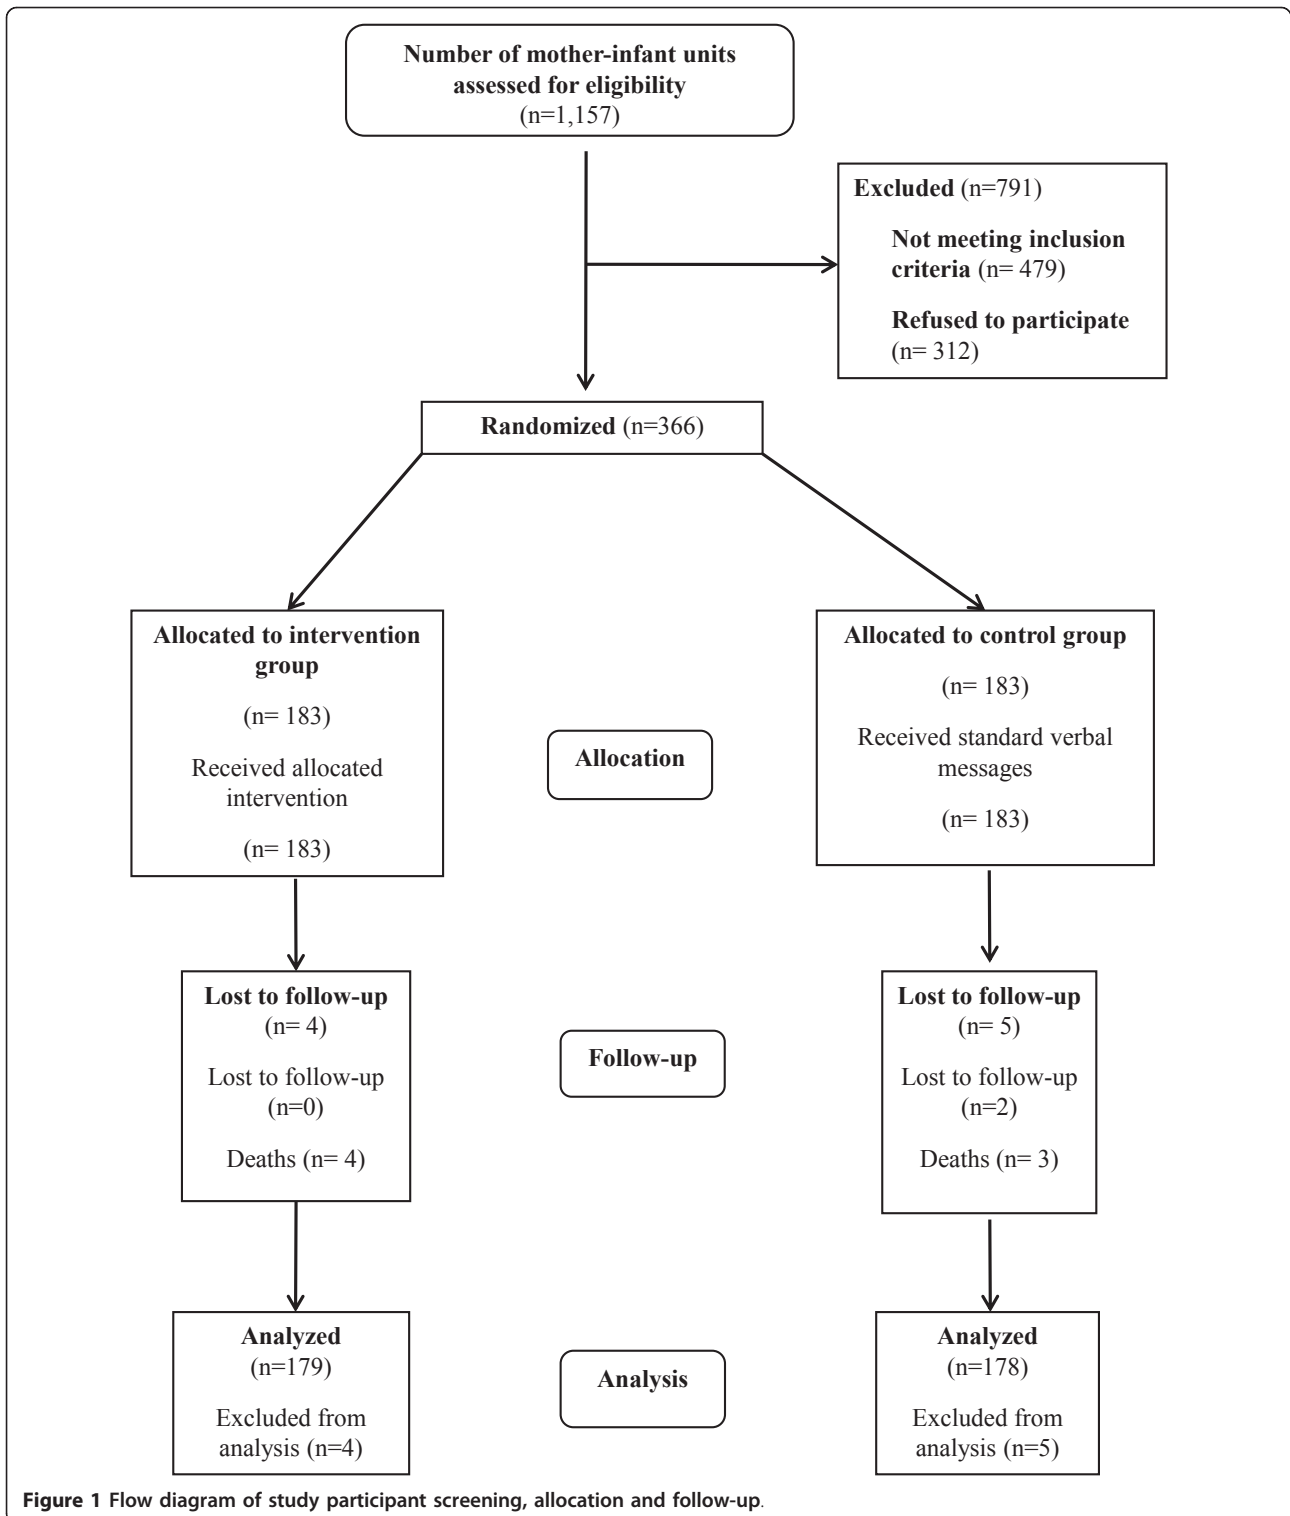 Number of mother-infant units
assessed for eligibility
(n=1,157)
Excluded (n=791)
Not meeting inclusion
criteria (n= 479)
Refused to participate
(n= 312)
Randomized (n=366)
Allocated to intervention
group
(n= 183)
Received allocated
intervention
(n= 183)
Allocation
Allocated to control group
(n= 183)
Received standard verbal
messages
(n= 183)
Lost to follow-up
(n= 4)
Lost to follow-up
(n=0)
Deaths (n= 4)
Follow-up
Lost to follow-up
(n= 5)
Lost to follow-up
(n=2)
Deaths (n= 3)
Analyzed
(n=179)
Excluded from
analysis (n=4)
Analysis
Analyzed
(n=178)
Excluded from
analysis (n=5)
Figure 1 Flow diagram of study participant screening, allocation and follow-up.